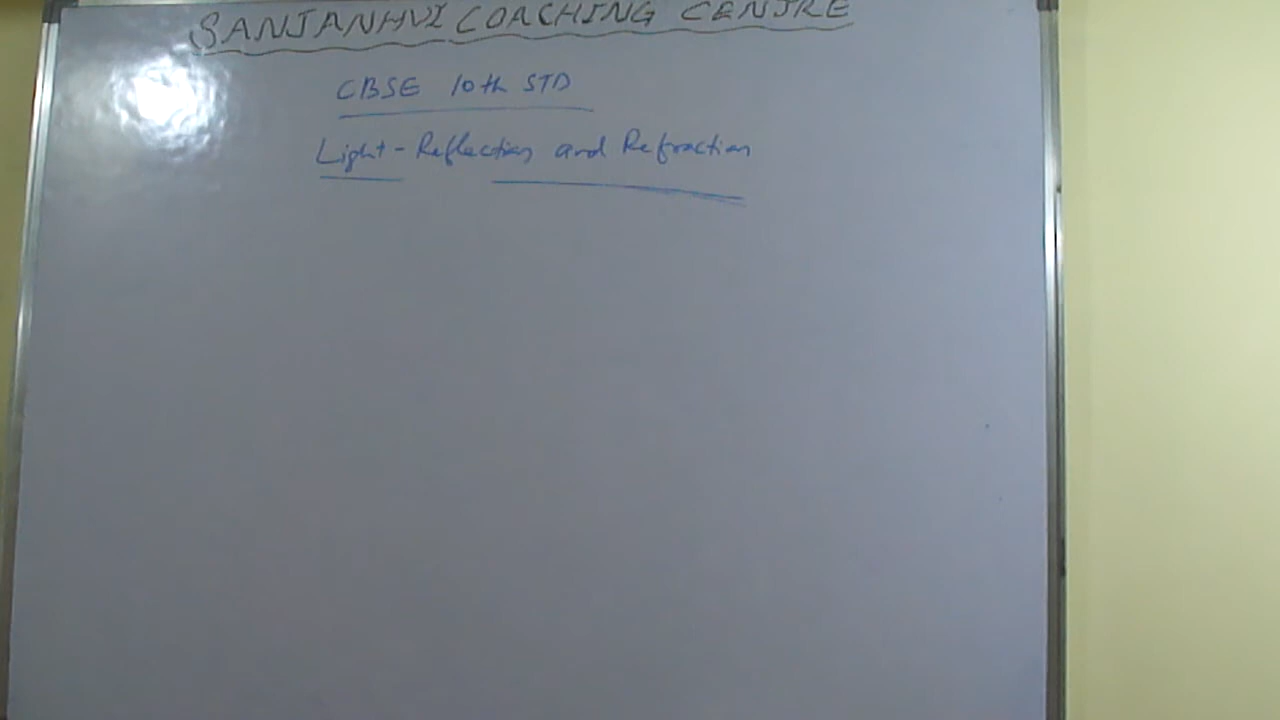 SANJANHVI COACHING CENTRE
CBSE 10th STD
Light - Reflection and Refraction